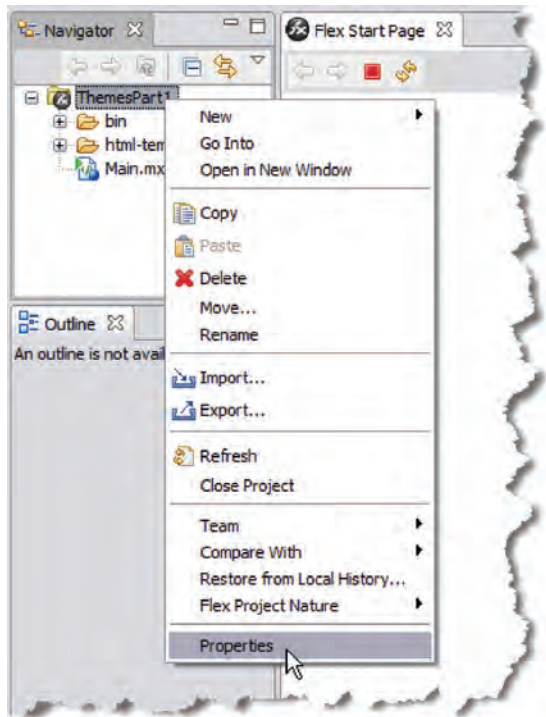 Navigator
Flex Start Page
ThemesPart1
bin
html-tem
Main.mx
New
Go Into
Open in New Window
Copy
Paste
Delete
Move...
Rename
Import...
Export...
Refresh
Close Project
Team
Compare With
Restore from Local History...
Flex Project Nature
Properties
Outline
An outline is not avail